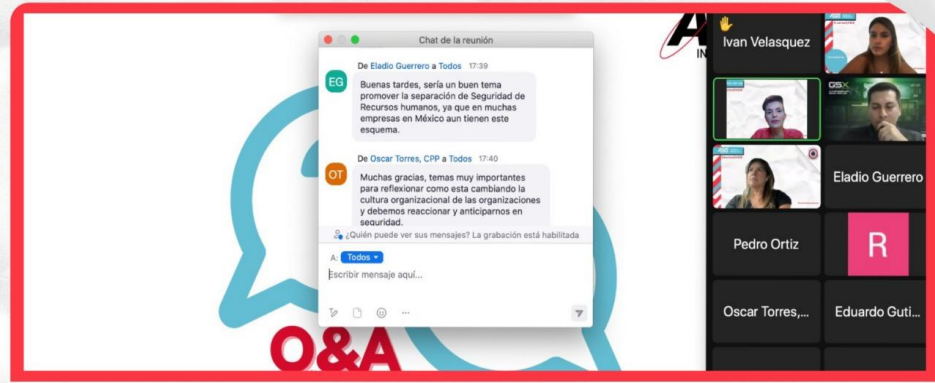 Chat de la reunión
De Eladio Guerrero a Todos 17:39
EG
Buenas tardes, sería un buen tema
promover la separación de Seguridad de
Recursos humanos, ya que en muchas
empresas en México aun tienen este
esquema.
De Oscar Torres, CPP a Todos 17:40
OT
Muchas gracias, temas muy importantes
para reflexionar como esta cambiando la
cultura organizacional de las organizaciones
y debemos reaccionar y anticiparnos en
seguridad.
¿Quién puede ver sus mensajes? La grabación está habilitada
A: Todos
Escribir mensaje aquí...
Q&A
IN
Ivan Velasquez
GSX
Eladio Guerrero
Pedro Ortiz
R
Oscar Torres,...
Eduardo Guti...